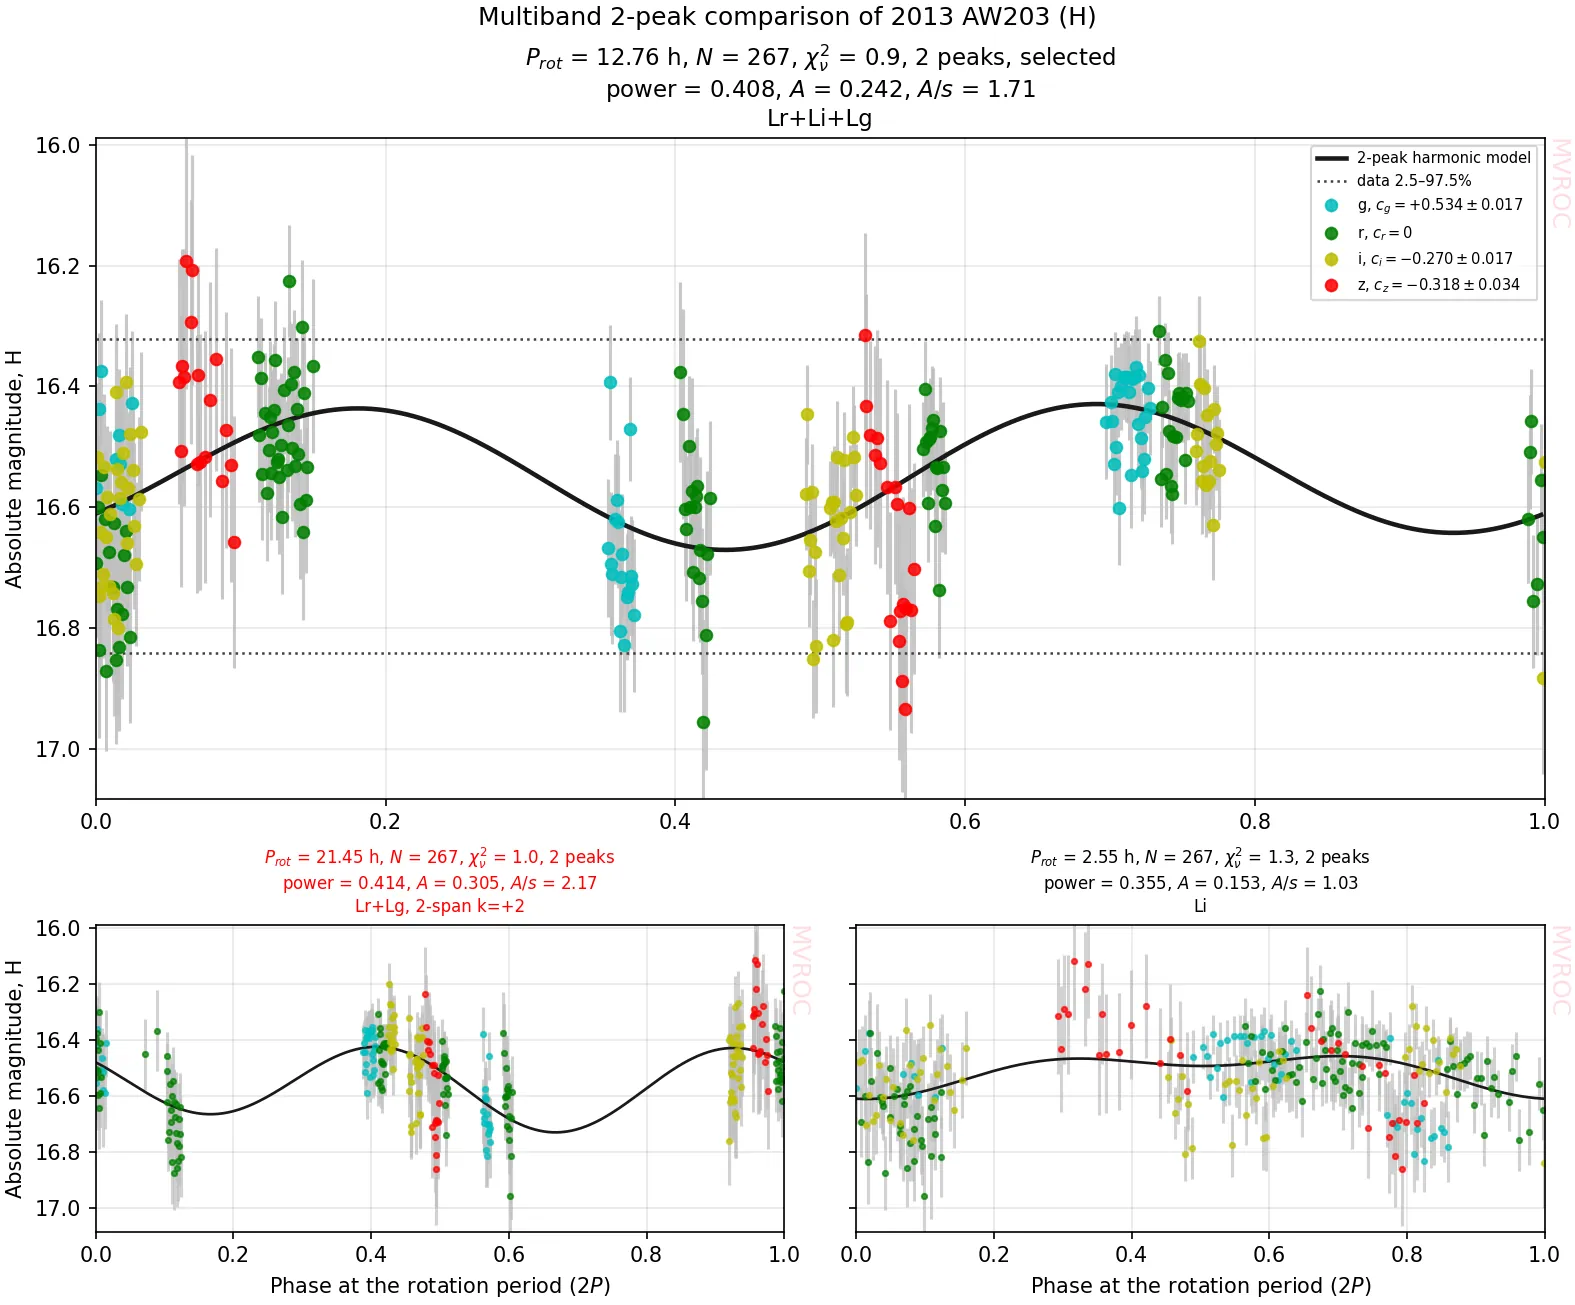 Multiband 2-peak comparison of 2013 AW203 (H)
P_rot = 12.76 h, N = 267, χ²_ν = 0.9, 2 peaks, selected
power = 0.408, A = 0.242, A/s = 1.71
Lr+Li+Lg
Absolute magnitude, H
16.0
16.2
16.4
16.6
16.8
17.0
2-peak harmonic model
data 2.5–97.5%
g, c_g = +0.534 ± 0.017
r, c_r = 0
i, c_i = −0.270 ± 0.017
z, c_z = −0.318 ± 0.034
MVROC
0.0 0.2 0.4 0.6 0.8 1.0
P_rot = 21.45 h, N = 267, χ²_ν = 1.0, 2 peaks
power = 0.414, A = 0.305, A/s = 2.17
Lr+Lg, 2-span k=+2
Absolute magnitude, H
16.0
16.2
16.4
16.6
16.8
17.0
MVROC
0.0 0.2 0.4 0.6 0.8 1.0
Phase at the rotation period (2P)
P_rot = 2.55 h, N = 267, χ²_ν = 1.3, 2 peaks
power = 0.355, A = 0.153, A/s = 1.03
Li
MVROC
0.0 0.2 0.4 0.6 0.8 1.0
Phase at the rotation period (2P)